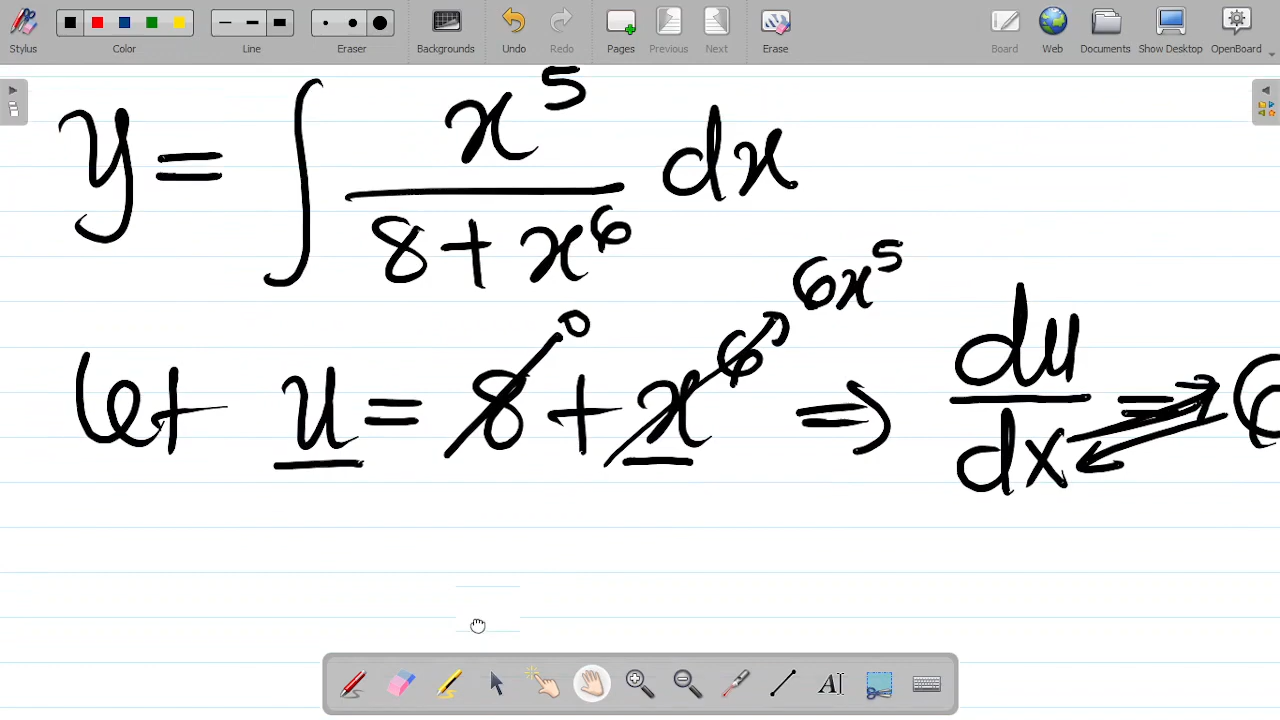 Stylus Color Line Eraser Backgrounds Undo Redo Pages Previous Next Erase Board Web Documents Show Desktop OpenBoard
y = ∫ x^5 / (8 + x^6) dx
6x^5
0
let u = 8 + x^6 ⇒ du/dx = 6